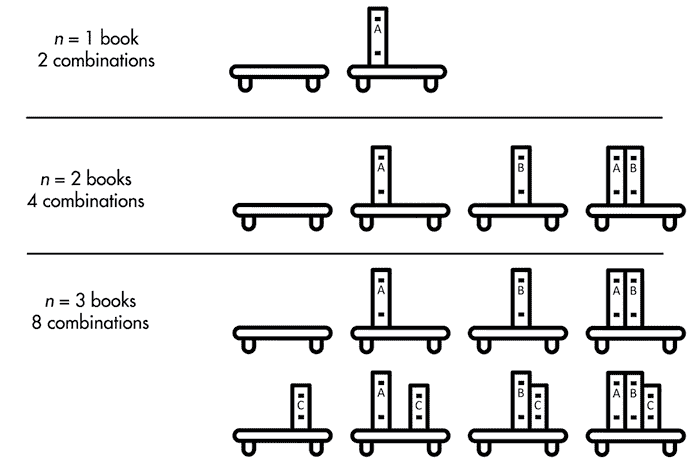 n = 1 book
2 combinations
A
n = 2 books
4 combinations
A
B
A B
n = 3 books
8 combinations
A
B
A B
C
A C
B C
A B C